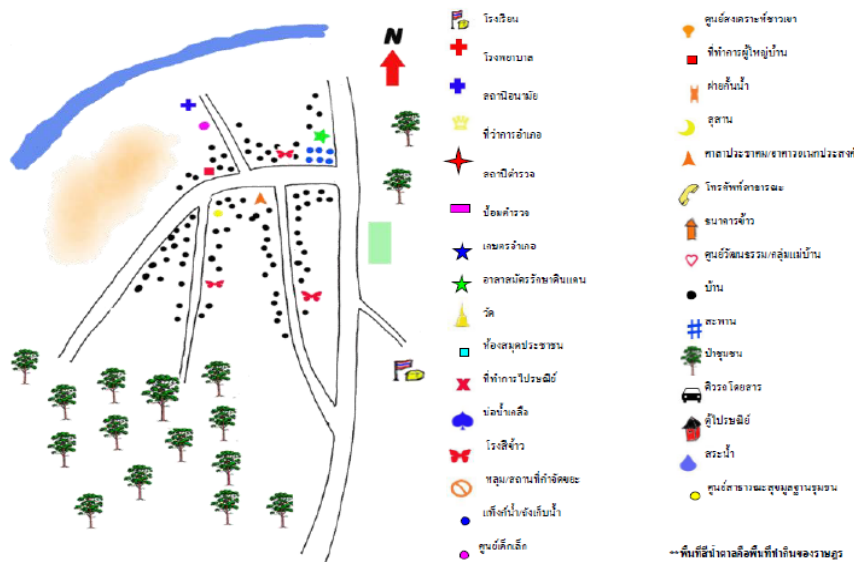 N
โรงเรียน
โรงพยาบาล
สถานีอนามัย
ที่ว่าการอำเภอ
สถานีตำรวจ
ป้อมตำรวจ
เกษตรอำเภอ
อาสาสมัครรักษาดินแดน
วัด
ห้องสมุดประชาชน
ที่ทำการไปรษณีย์
บ่อน้ำเกลือ
โรงสีข้าว
หลุม/สถานที่กำจัดขยะ
แท็งก์น้ำ/ถังเก็บน้ำ
ศูนย์เด็กเล็ก
ศูนย์สงเคราะห์ชาวเขา
ที่ทำการผู้ใหญ่บ้าน
ฝายกั้นน้ำ
สุสาน
ศาลาประชาคม/อาคารอเนกประสงค์
โทรศัพท์สาธารณะ
ธนาคารข้าว
ศูนย์วัฒนธรรม/กลุ่มแม่บ้าน
บ้าน
สะพาน
ป่าชุมชน
คิวรถโดยสาร
ตู้ไปรษณีย์
สระน้ำ
ศูนย์สาธารณะสุขมูลฐานชุมชน
**พื้นที่สีน้ำตาลคือพื้นที่ทำกินของราษฎร